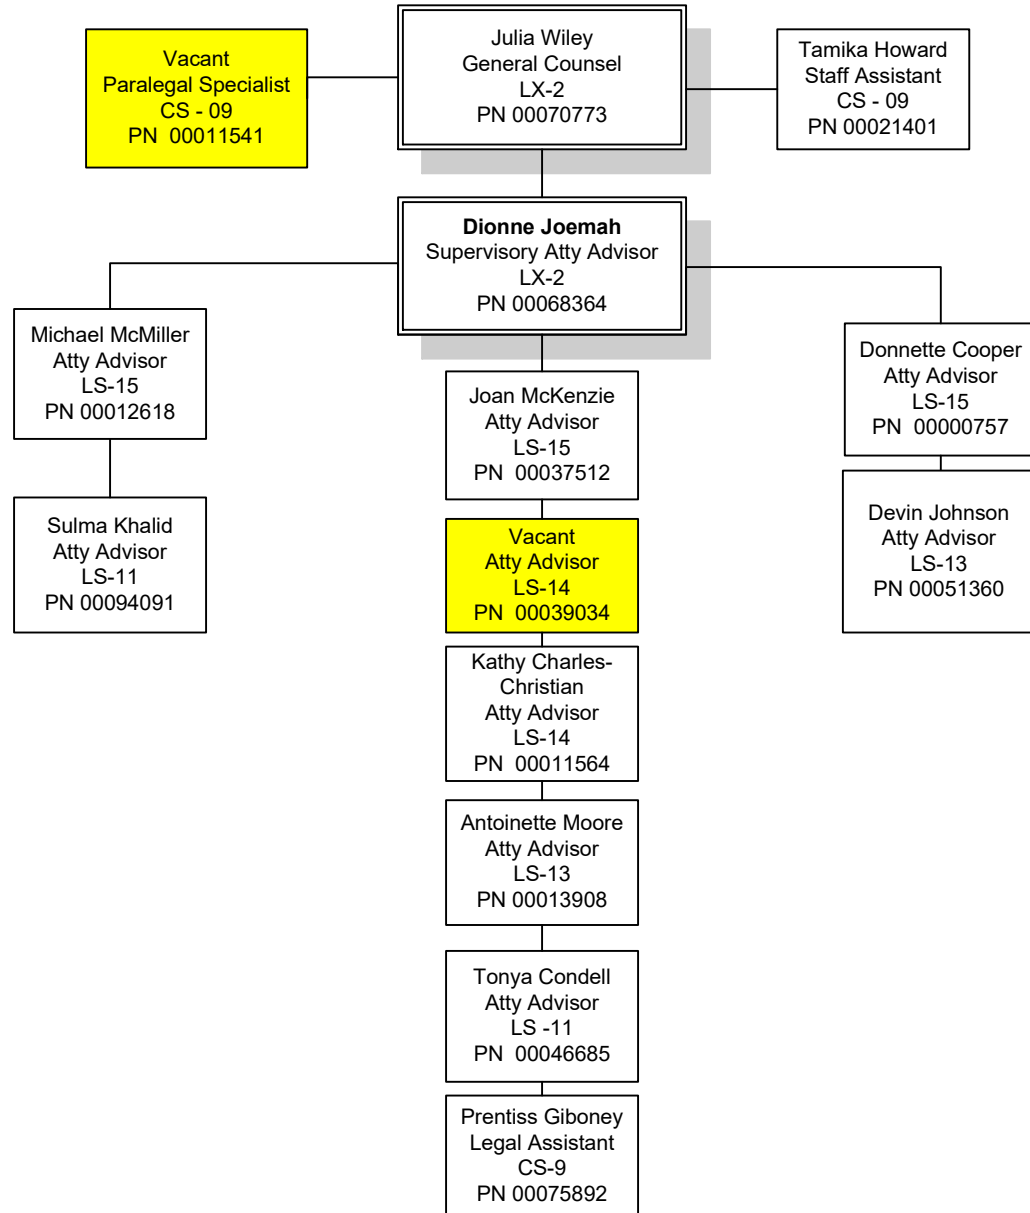 Vacant
Paralegal Specialist
CS - 09
PN  00011541
Julia Wiley
General Counsel
LX-2
PN 00070773
Tamika Howard
Staff Assistant
CS - 09
PN 00021401
Dionne Joemah
Supervisory Atty Advisor
LX-2
PN 00068364
Michael McMiller
Atty Advisor
LS-15
PN 00012618
Sulma Khalid
Atty Advisor
LS-11
PN 00094091
Joan McKenzie
Atty Advisor
LS-15
PN 00037512
Vacant
Atty Advisor
LS-14
PN  00039034
Kathy Charles-
Christian
Atty Advisor
LS-14
PN  00011564
Antoinette Moore
Atty Advisor
LS-13
PN 00013908
Tonya Condell
Atty Advisor
LS -11
PN  00046685
Prentiss Giboney
Legal Assistant
CS-9
PN 00075892
Donnette Cooper
Atty Advisor
LS-15
PN  00000757
Devin Johnson
Atty Advisor
LS-13
PN 00051360